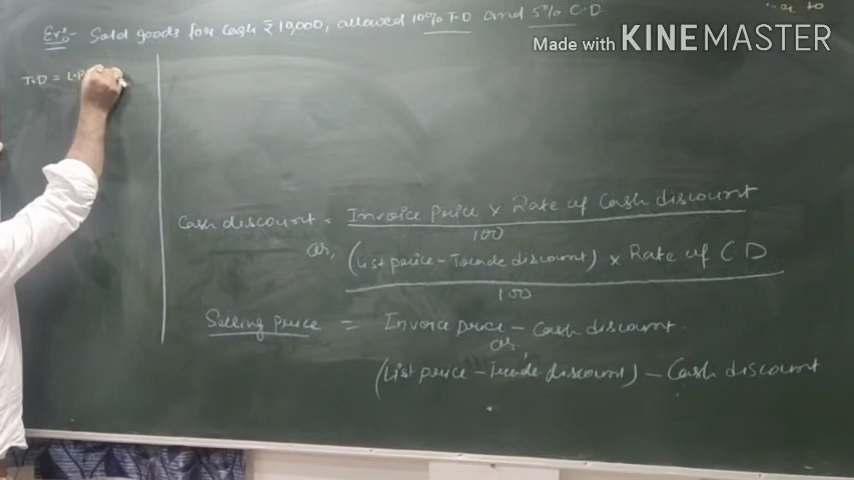 Ex:- Sold goods for cash ₹ 10,000, allowed 10% T.D and 5% C.D
to
Made with KINEMASTER
T.D = L.P
Cash discount = Invoice price x Rate of Cash discount
100
or, (List price - Trade discount) x Rate of C D
100
Selling price = Invoice price - Cash discount
or,
(List price - Trade discount) - Cash discount